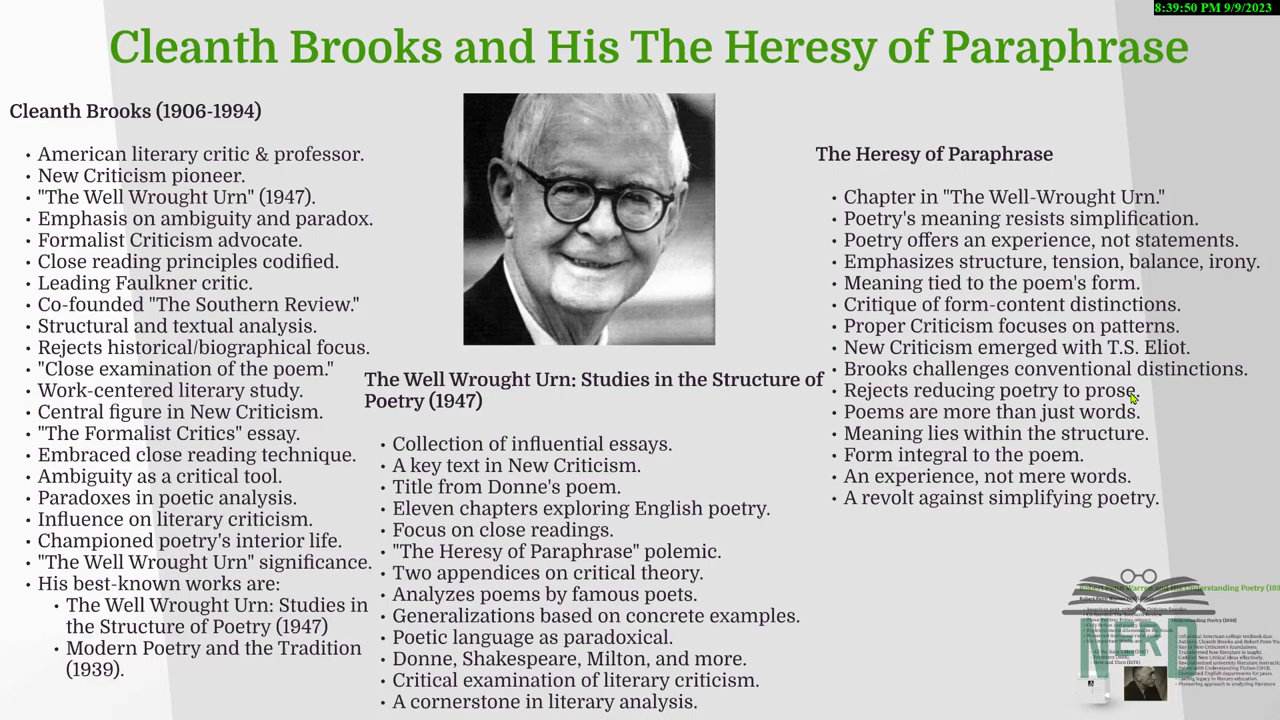 8:39:50 PM 9/9/2023
Cleanth Brooks and His The Heresy of Paraphrase
Cleanth Brooks (1906-1994)
• American literary critic & professor.
• New Criticism pioneer.
• "The Well Wrought Urn" (1947).
• Emphasis on ambiguity and paradox.
• Formalist Criticism advocate.
• Close reading principles codified.
• Leading Faulkner critic.
• Co-founded "The Southern Review."
• Structural and textual analysis.
• Rejects historical/biographical focus.
• "Close examination of the poem."
• Work-centered literary study.
• Central figure in New Criticism.
• "The Formalist Critics" essay.
• Embraced close reading technique.
• Ambiguity as a critical tool.
• Paradoxes in poetic analysis.
• Influence on literary criticism.
• Championed poetry's interior life.
• "The Well Wrought Urn" significance.
• His best-known works are:
• The Well Wrought Urn: Studies in
the Structure of Poetry (1947)
• Modern Poetry and the Tradition
(1939).
The Well Wrought Urn: Studies in the Structure of
Poetry (1947)
• Collection of influential essays.
• A key text in New Criticism.
• Title from Donne's poem.
• Eleven chapters exploring English poetry.
• Focus on close readings.
• "The Heresy of Paraphrase" polemic.
• Two appendices on critical theory.
• Analyzes poems by famous poets.
• Generalizations based on concrete examples.
• Poetic language as paradoxical.
• Donne, Shakespeare, Milton, and more.
• Critical examination of literary criticism.
• A cornerstone in literary analysis.
The Heresy of Paraphrase
• Chapter in "The Well-Wrought Urn."
• Poetry's meaning resists simplification.
• Poetry offers an experience, not statements.
• Emphasizes structure, tension, balance, irony.
• Meaning tied to the poem's form.
• Critique of form-content distinctions.
• Proper Criticism focuses on patterns.
• New Criticism emerged with T.S. Eliot.
• Brooks challenges conventional distinctions.
• Rejects reducing poetry to prose.
• Poems are more than just words.
• Meaning lies within the structure.
• Form integral to the poem.
• An experience, not mere words.
• A revolt against simplifying poetry.
NERD